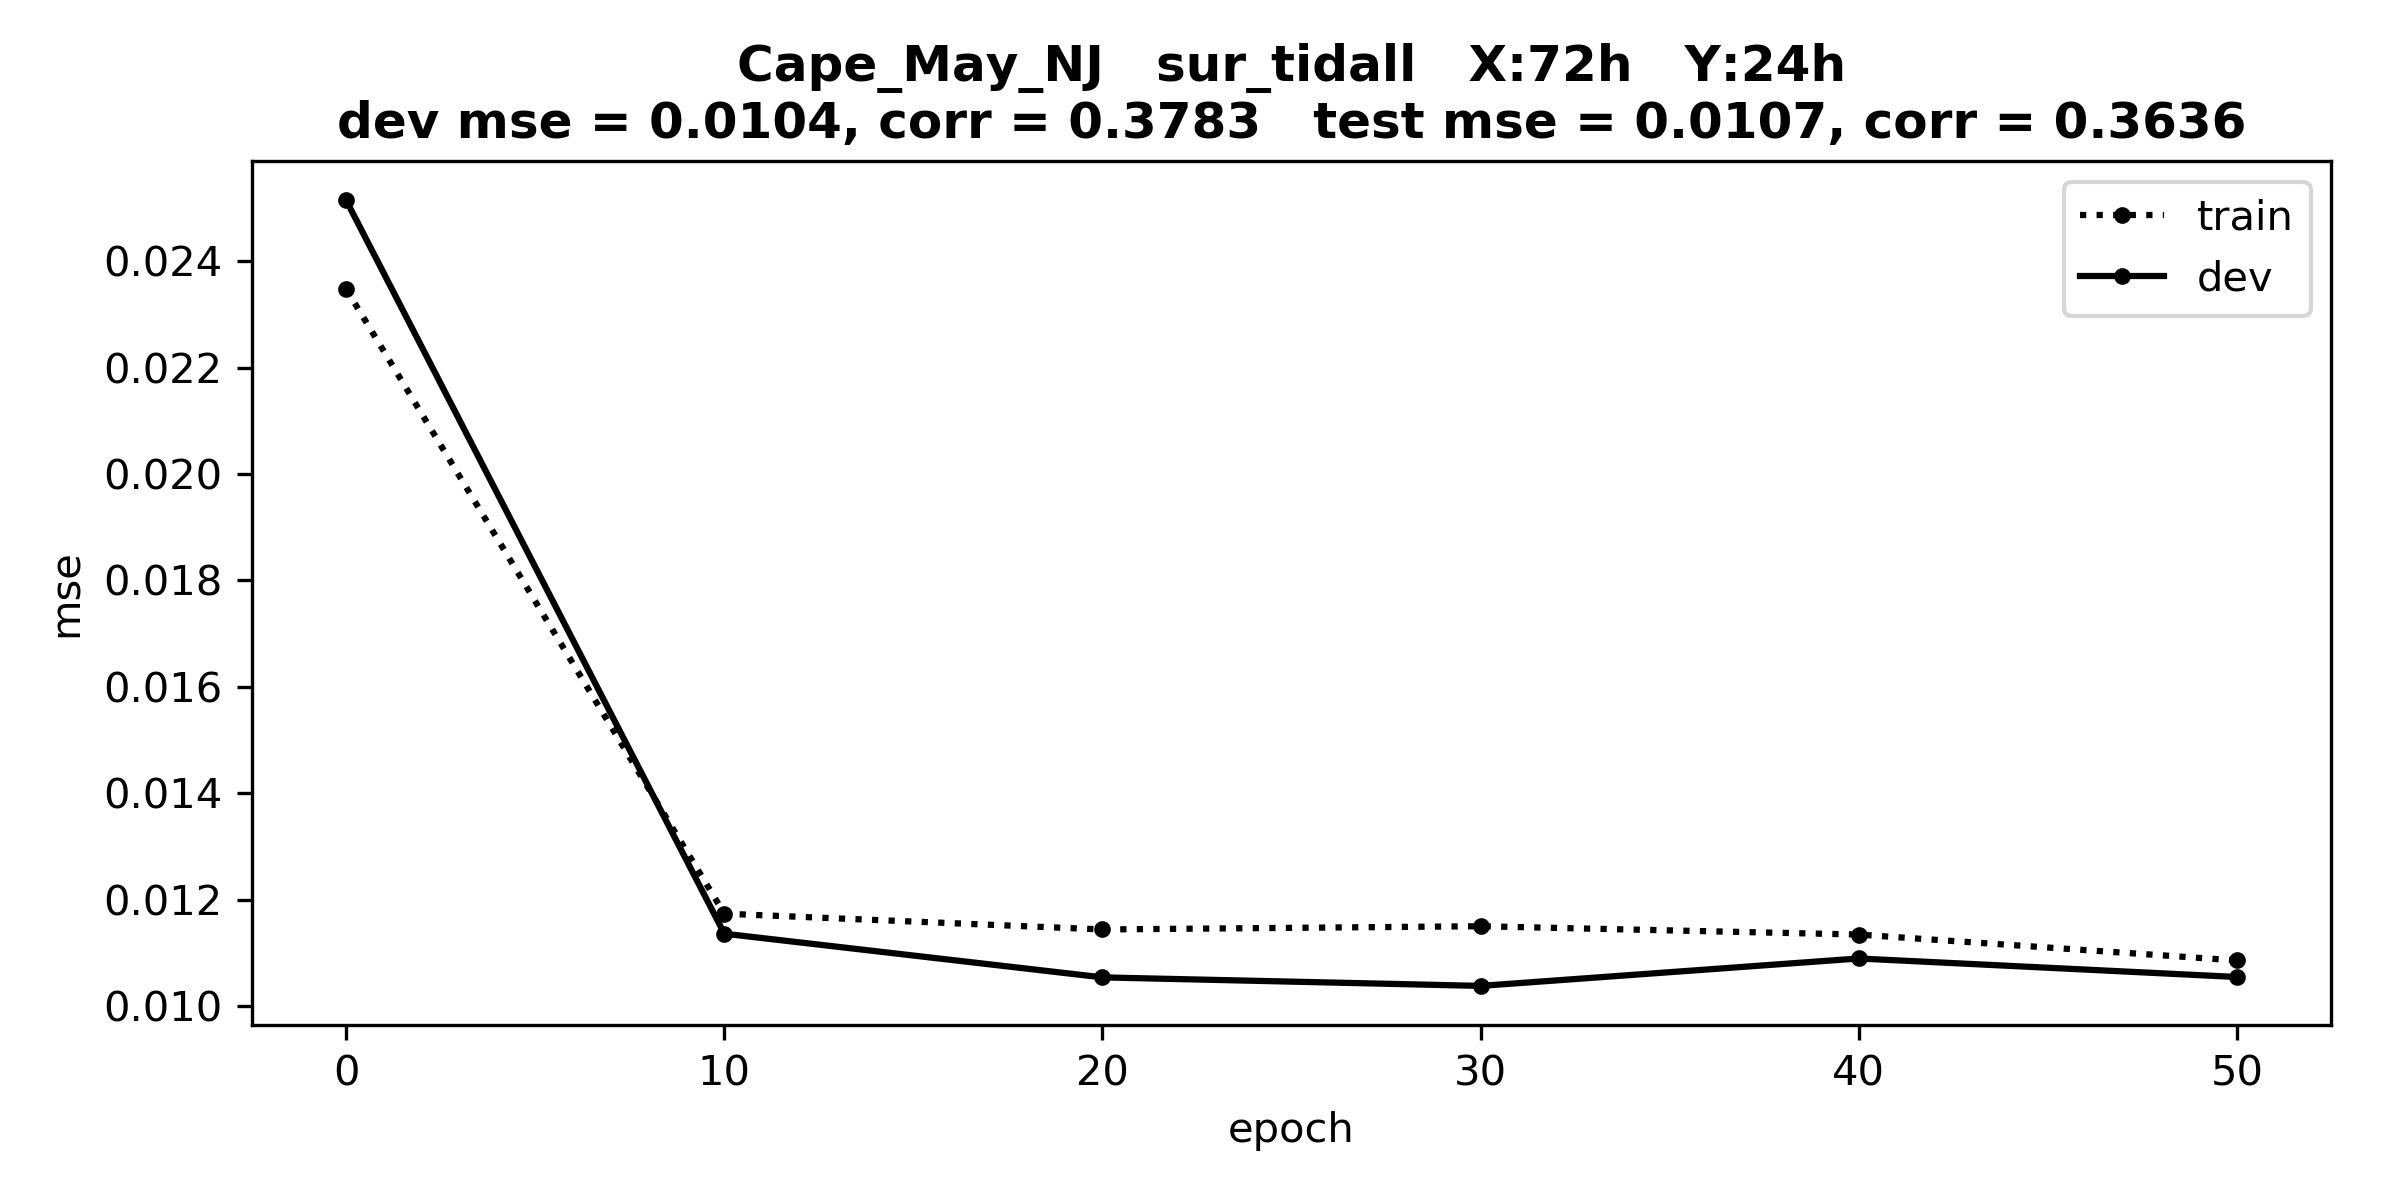 Cape_May_NJ   sur_tidall   X:72h   Y:24h
dev mse = 0.0104, corr = 0.3783   test mse = 0.0107, corr = 0.3636
train
dev
0.024
0.022
0.020
0.018
0.016
0.014
0.012
0.010
mse
0 10 20 30 40 50
epoch